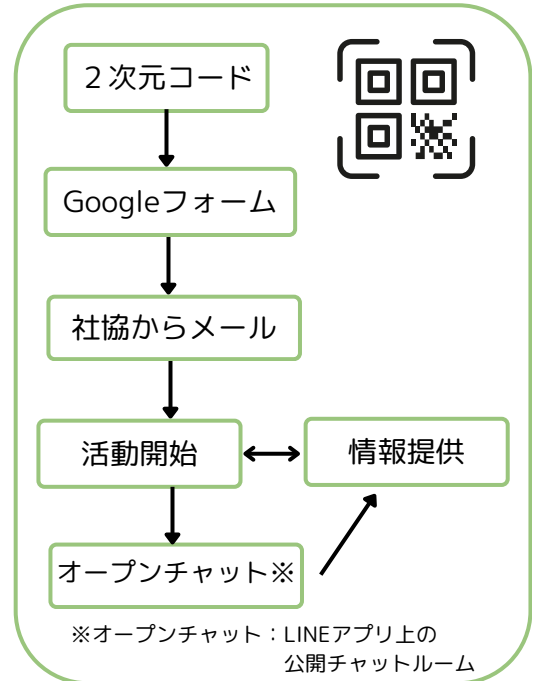 ２次元コード
Googleフォーム
社協からメール
活動開始
情報提供
オープンチャット※
※オープンチャット：LINEアプリ上の
公開チャットルーム